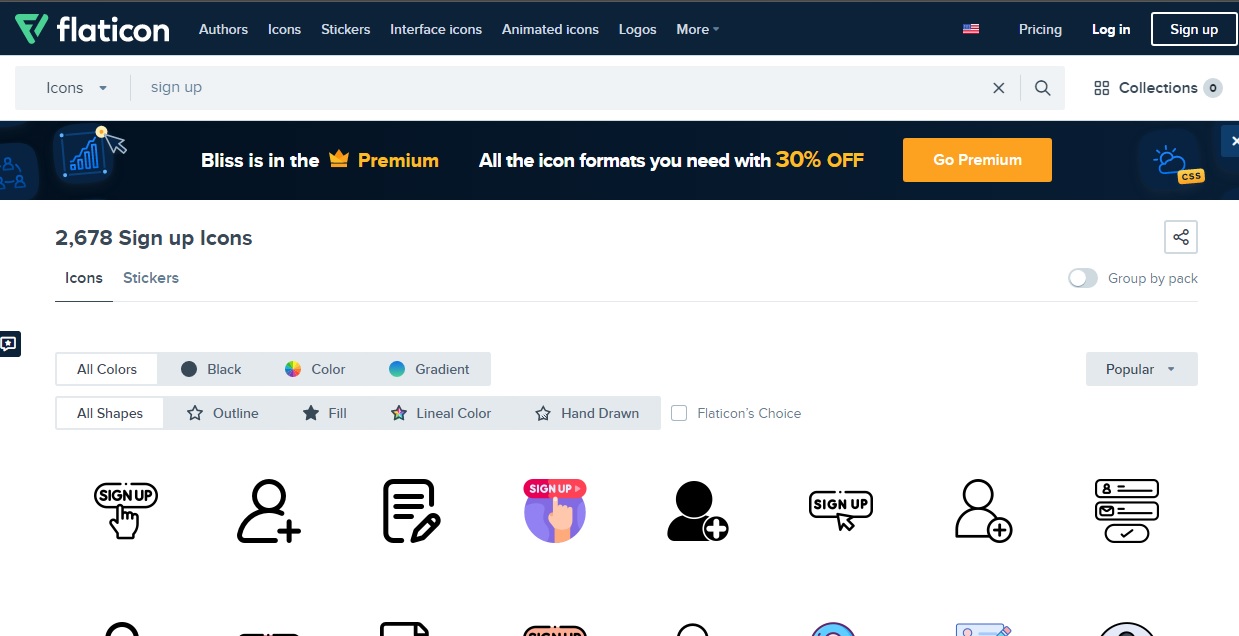 flaticon Authors Icons Stickers Interface icons Animated icons Logos More Pricing Log in Sign up
Icons sign up Collections 0
Bliss is in the Premium All the icon formats you need with 30% OFF Go Premium
CSS
2,678 Sign up Icons
Icons Stickers Group by pack
All Colors Black Color Gradient Popular
All Shapes Outline Fill Lineal Color Hand Drawn Flaticon's Choice
SIGN UP SIGN UP SIGN UP
SIGN UP